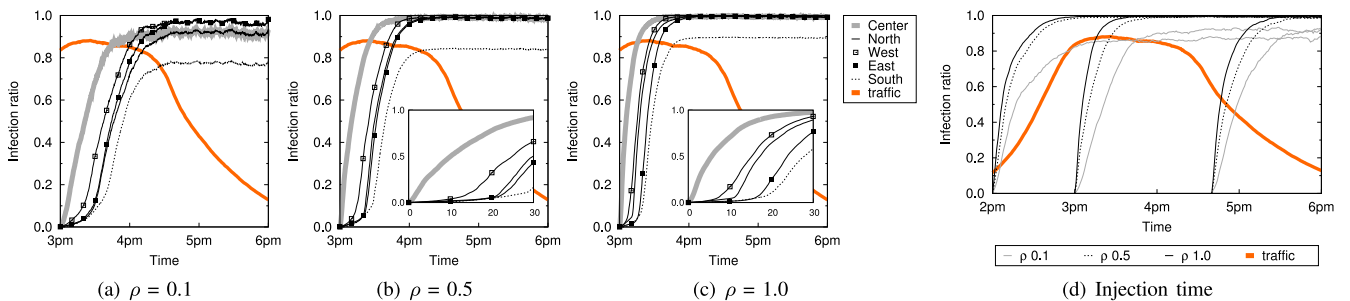 Infection ratio
1.0
0.8
0.6
0.4
0.2
0.0
3pm 4pm 5pm 6pm
Time
(a) ρ = 0.1
Infection ratio
1.0
0.8
0.6
0.4
0.2
0.0
3pm 4pm 5pm 6pm
Time
1.0
0.5
0.0
0 10 20 30
(b) ρ = 0.5
Infection ratio
1.0
0.8
0.6
0.4
0.2
0.0
3pm 4pm 5pm 6pm
Time
1.0
0.5
0.0
0 10 20 30
(c) ρ = 1.0
Center
North
West
East
South
traffic
Infection ratio
1.0
0.8
0.6
0.4
0.2
0.0
2pm 3pm 4pm 5pm 6pm
Time
ρ 0.1 ρ 0.5 ρ 1.0 traffic
(d) Injection time